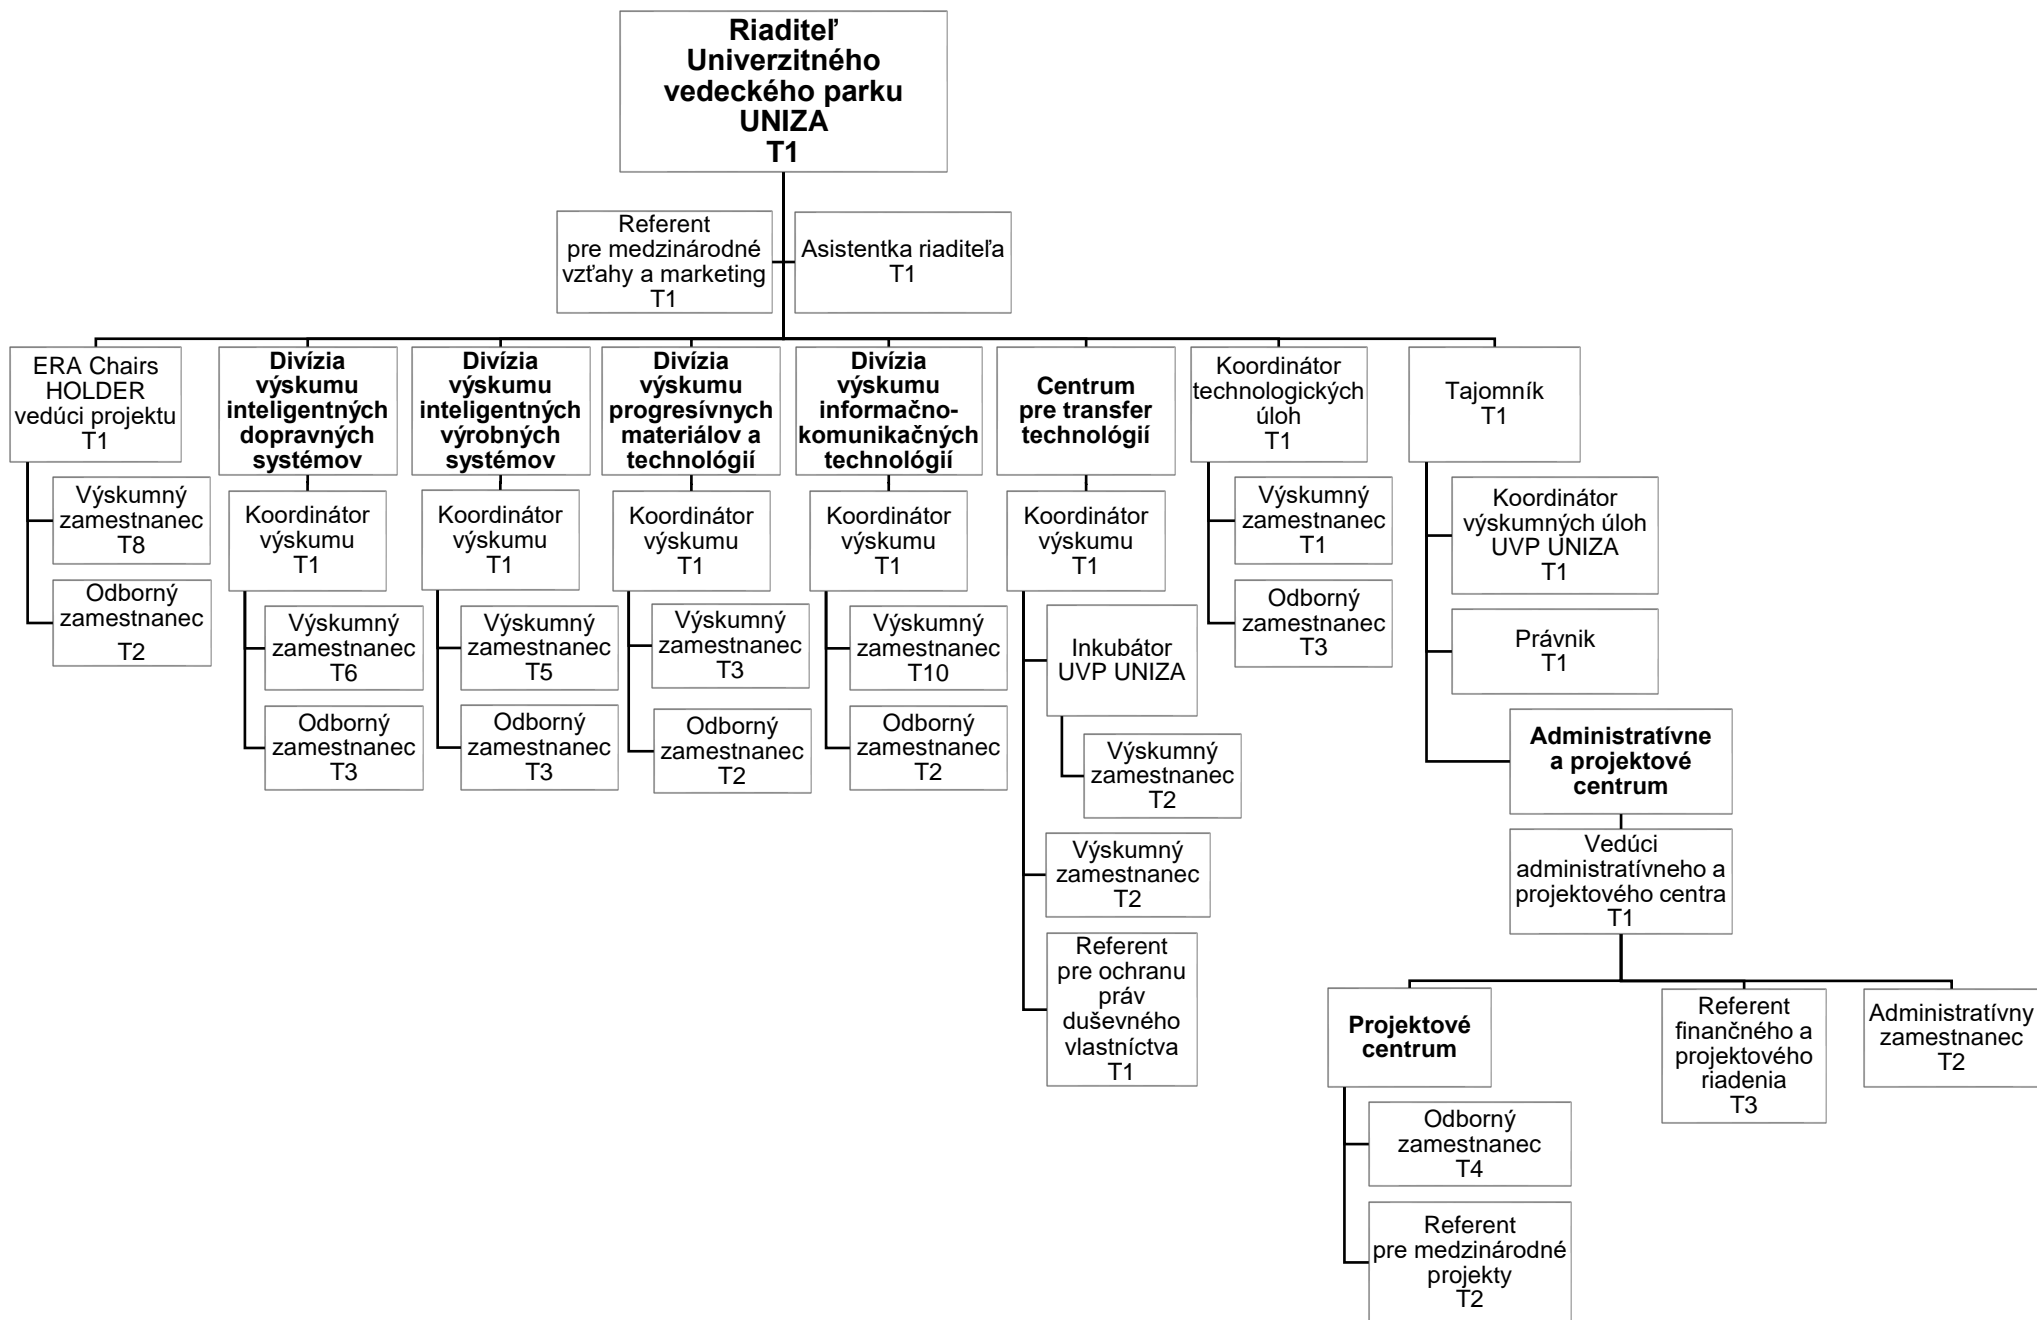 Riaditeľ
Univerzitného
vedeckého parku
UNIZA
T1
Referent
pre medzinárodné
vzťahy a marketing
T1
Asistentka riaditeľa
T1
ERA Chairs
HOLDER
vedúci projektu
T1
Výskumný
zamestnanec
T8
Odborný
zamestnanec
T2
Divízia
výskumu
inteligentných
dopravných
systémov
Koordinátor
výskumu
T1
Výskumný
zamestnanec
T6
Odborný
zamestnanec
T3
Divízia
výskumu
inteligentných
výrobných
systémov
Koordinátor
výskumu
T1
Výskumný
zamestnanec
T5
Odborný
zamestnanec
T3
Divízia
výskumu
progresívnych
materiálov a
technológií
Koordinátor
výskumu
T1
Výskumný
zamestnanec
T3
Odborný
zamestnanec
T2
Divízia
výskumu
informačno-
komunikačných
technológií
Koordinátor
výskumu
T1
Výskumný
zamestnanec
T10
Odborný
zamestnanec
T2
Centrum
pre transfer
technológií
Koordinátor
výskumu
T1
Inkubátor
UVP UNIZA
Výskumný
zamestnanec
T2
Výskumný
zamestnanec
T2
Referent
pre ochranu
práv
duševného
vlastníctva
T1
Koordinátor
technologických
úloh
T1
Výskumný
zamestnanec
T1
Odborný
zamestnanec
T3
Tajomník
T1
Koordinátor
výskumných úloh
UVP UNIZA
T1
Právnik
T1
Administratívne
a projektové
centrum
Vedúci
administratívneho a
projektového centra
T1
Projektové
centrum
Odborný
zamestnanec
T4
Referent
pre medzinárodné
projekty
T2
Referent
finančného a
projektového
riadenia
T3
Administratívny
zamestnanec
T2